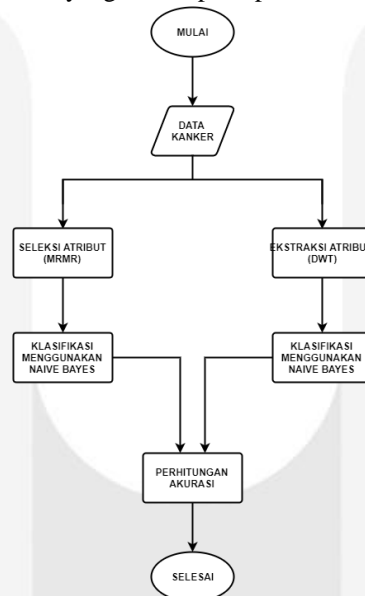 MULAI
DATA
KANKER
SELEKSI ATRIBUT
(MRMR)
EKSTRAKSI ATRIBU
(DWT)
KLASIFIKASI
MENGGUNAKAN
NAIVE BAYES
KLASIFIKASI
MENGGUNAKAN
NAIVE BAYES
PERHITUNGAN
AKURASI
SELESAI